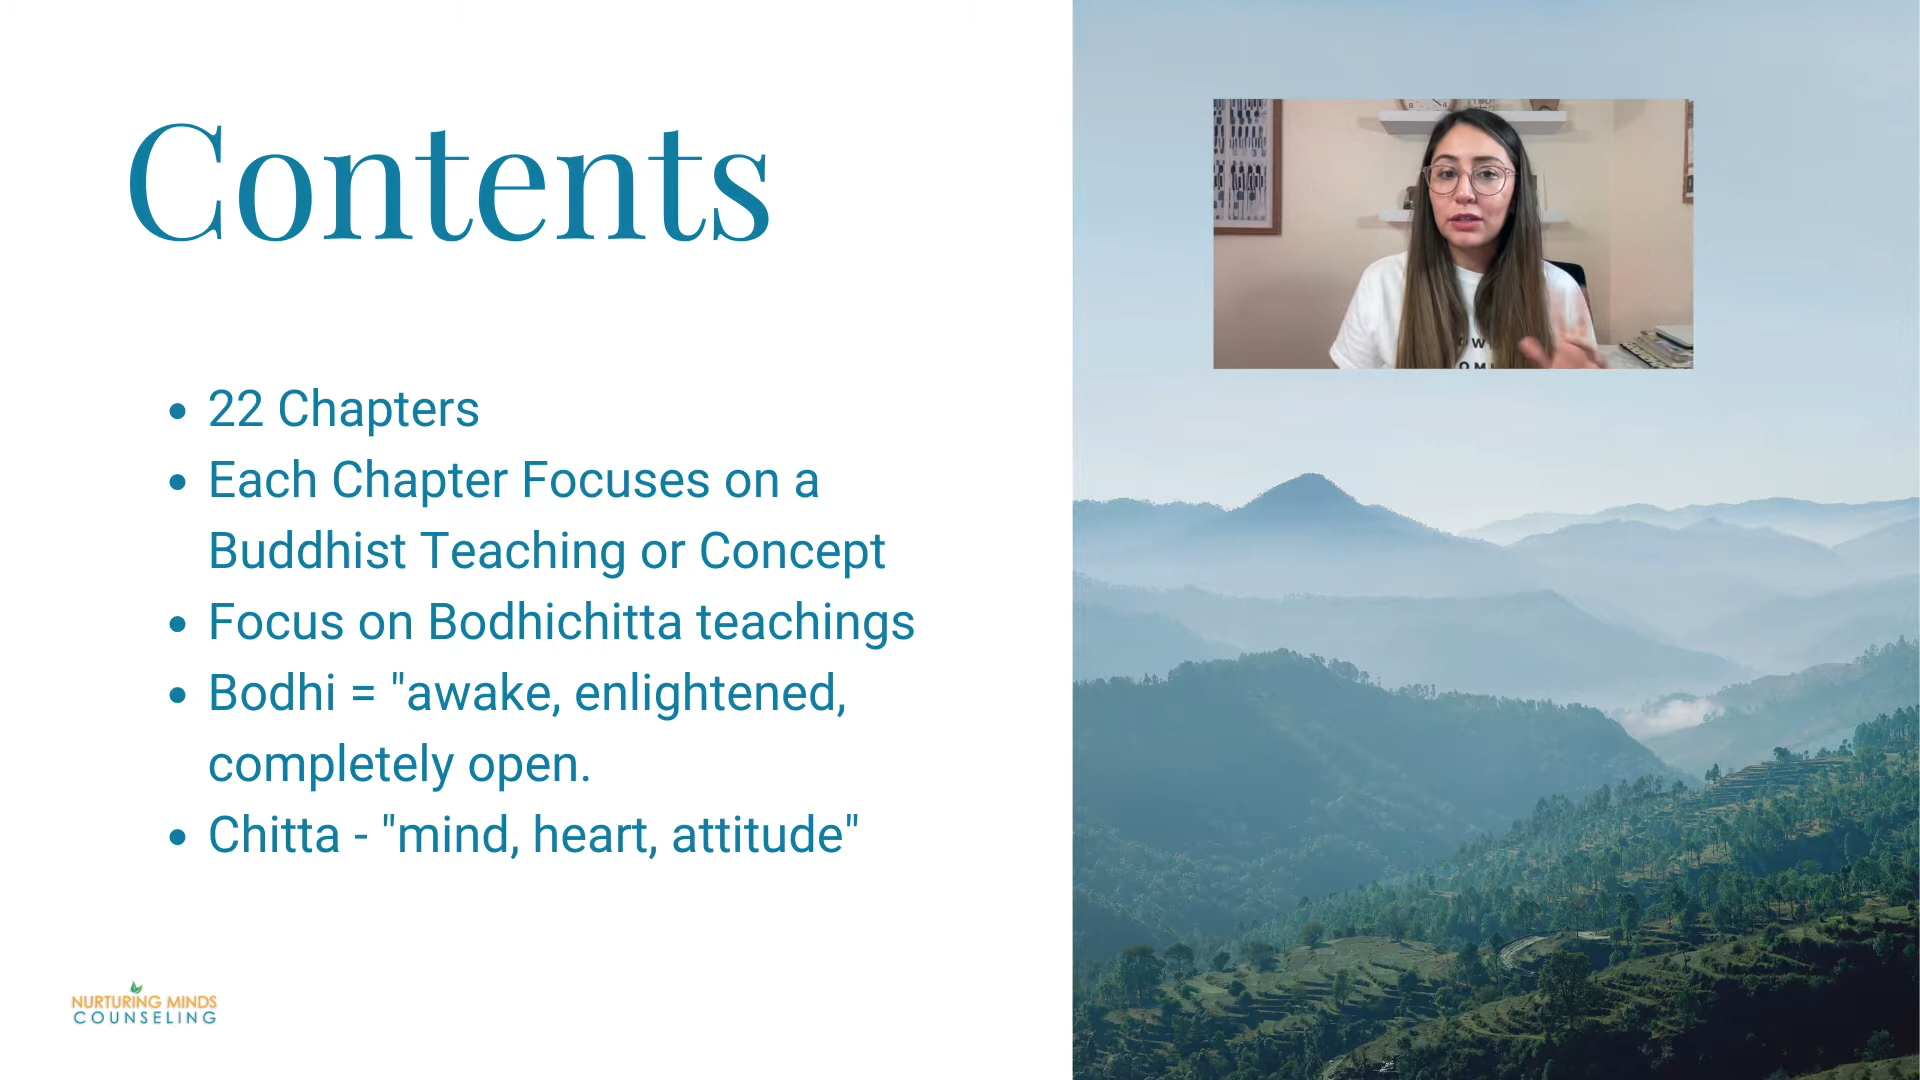 Contents
• 22 Chapters
• Each Chapter Focuses on a
Buddhist Teaching or Concept
• Focus on Bodhichitta teachings
• Bodhi = "awake, enlightened,
completely open.
• Chitta - "mind, heart, attitude"
NURTURING MINDS
COUNSELING